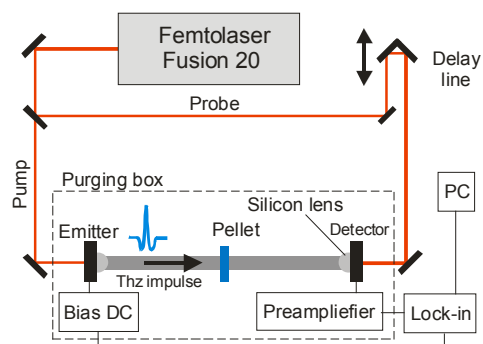 Femtolaser
Fusion 20
Delay
line
Probe
Pump
Purging box
Silicon lens
PC
Emitter
Pellet
Detector
Thz impulse
Bias DC
Preampliefier
Lock-in